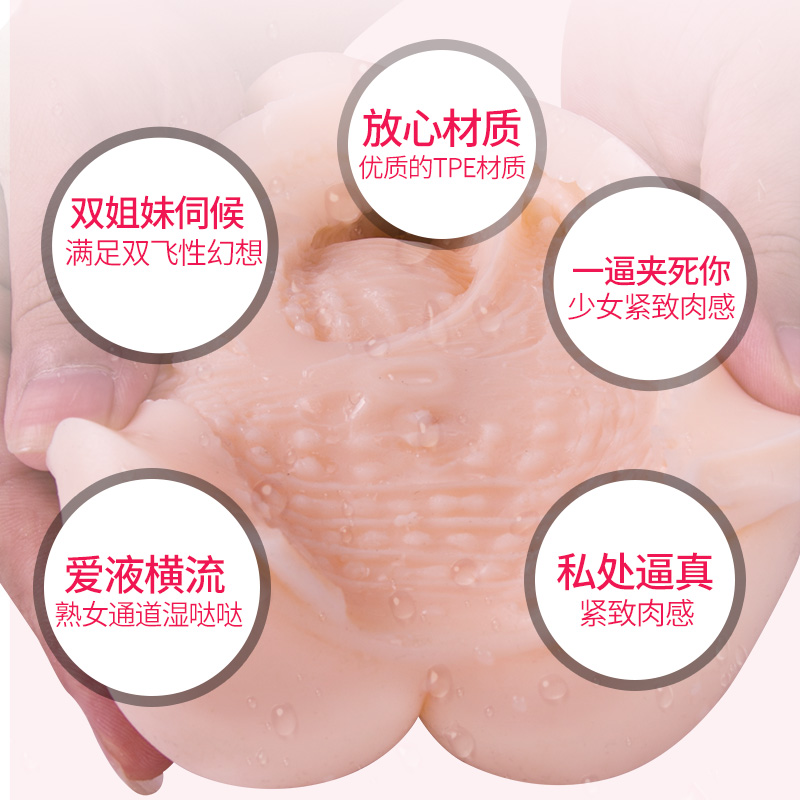 放心材质
优质的TPE材质
双姐妹伺候
满足双飞性幻想
一逼夹死你
少女紧致肉感
爱液横流
熟女通道湿哒哒
私处逼真
紧致肉感